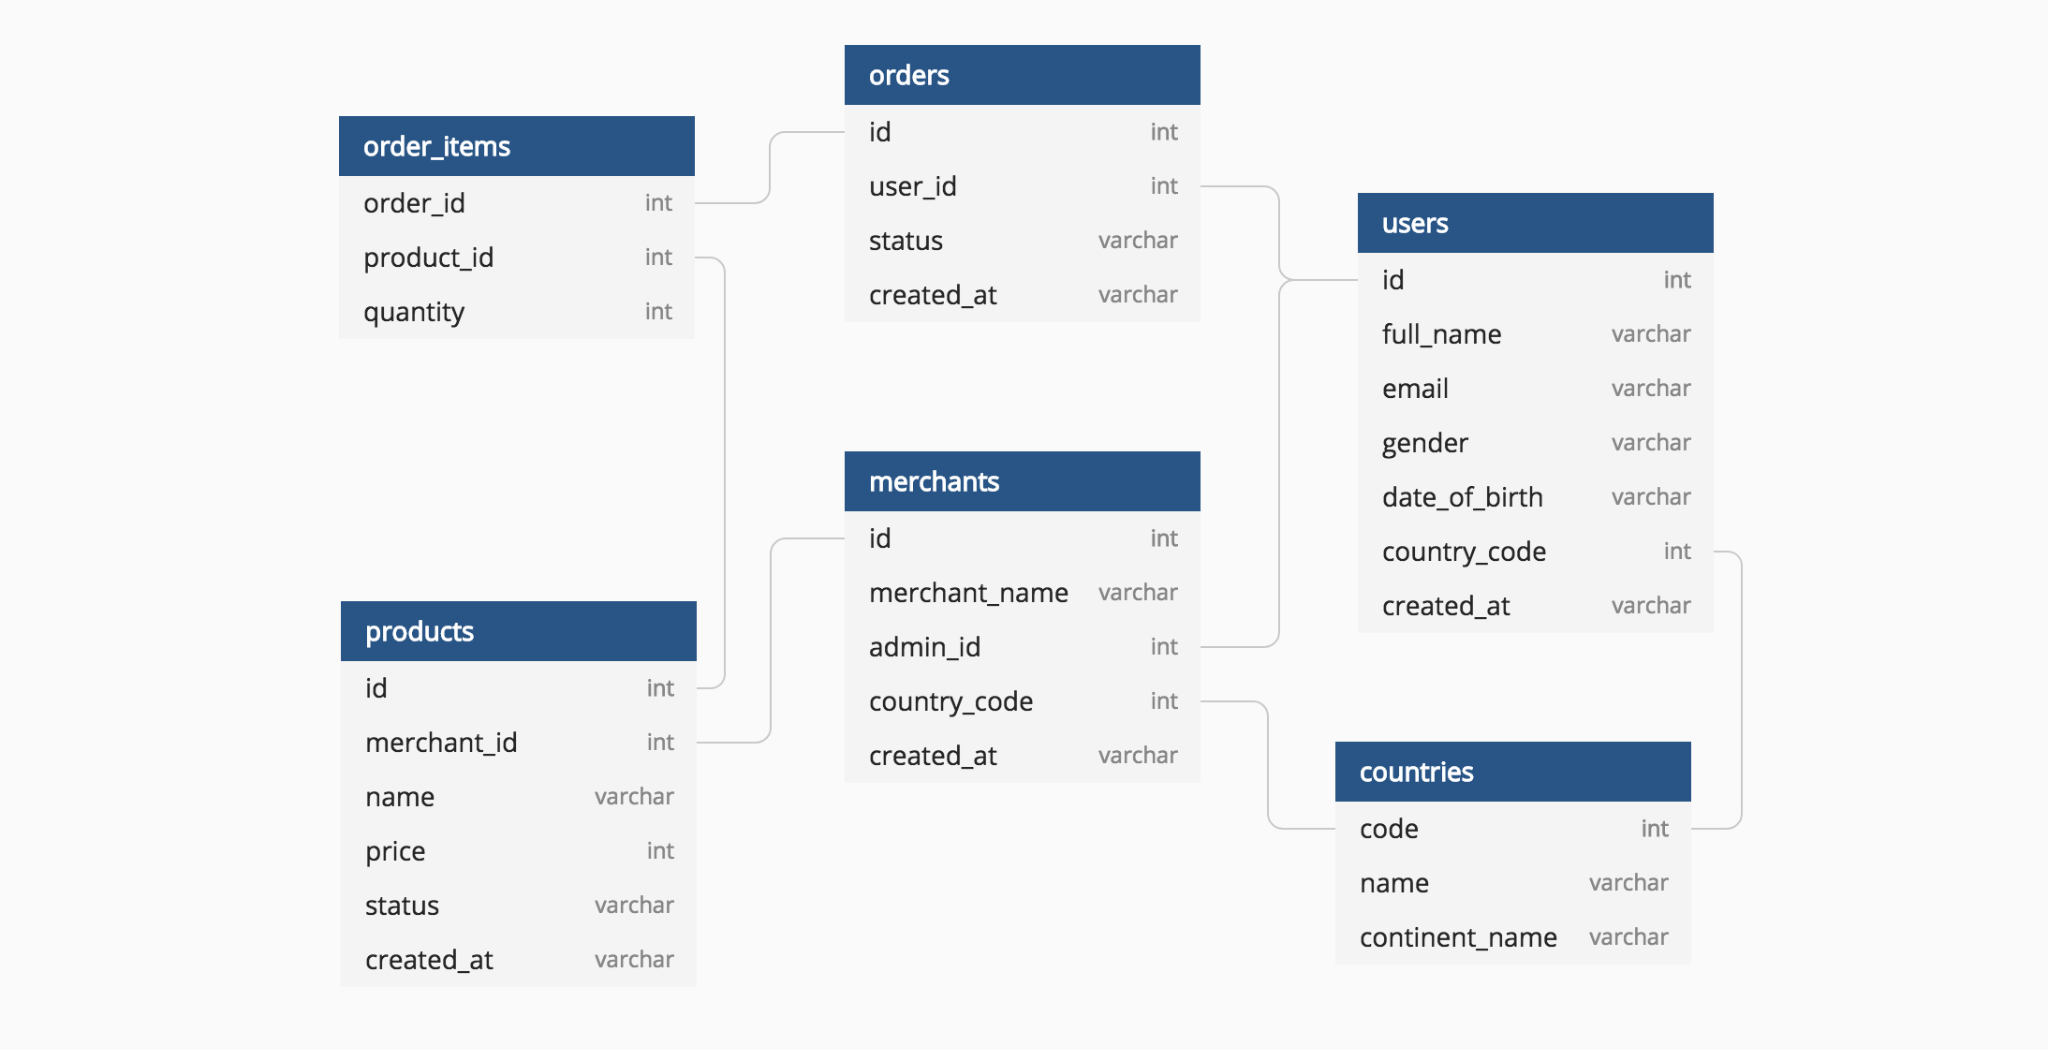 orders
id int
user_id int
status varchar
created_at varchar
order_items
order_id int
product_id int
quantity int
users
id int
full_name varchar
email varchar
gender varchar
date_of_birth varchar
country_code int
created_at varchar
merchants
id int
merchant_name varchar
admin_id int
country_code int
created_at varchar
products
id int
merchant_id int
name varchar
price int
status varchar
created_at varchar
countries
code int
name varchar
continent_name varchar